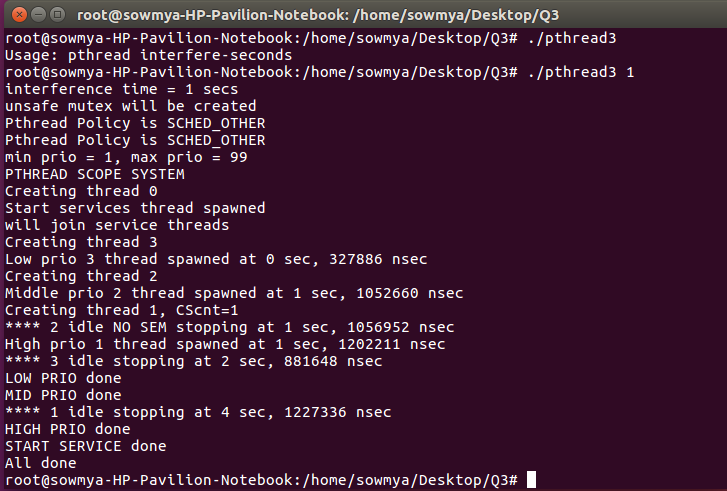 root@sowmya-HP-Pavilion-Notebook: /home/sowmya/Desktop/Q3
root@sowmya-HP-Pavilion-Notebook:/home/sowmya/Desktop/Q3# ./pthread3
Usage: pthread interfere-seconds
root@sowmya-HP-Pavilion-Notebook:/home/sowmya/Desktop/Q3# ./pthread3 1
interference time = 1 secs
unsafe mutex will be created
Pthread Policy is SCHED_OTHER
Pthread Policy is SCHED_OTHER
min prio = 1, max prio = 99
PTHREAD SCOPE SYSTEM
Creating thread 0
Start services thread spawned
will join service threads
Creating thread 3
Low prio 3 thread spawned at 0 sec, 327886 nsec
Creating thread 2
Middle prio 2 thread spawned at 1 sec, 1052660 nsec
Creating thread 1, CScnt=1
**** 2 idle NO SEM stopping at 1 sec, 1056952 nsec
High prio 1 thread spawned at 1 sec, 1202211 nsec
**** 3 idle stopping at 2 sec, 881648 nsec
LOW PRIO done
MID PRIO done
**** 1 idle stopping at 4 sec, 1227336 nsec
HIGH PRIO done
START SERVICE done
All done
root@sowmya-HP-Pavilion-Notebook:/home/sowmya/Desktop/Q3#